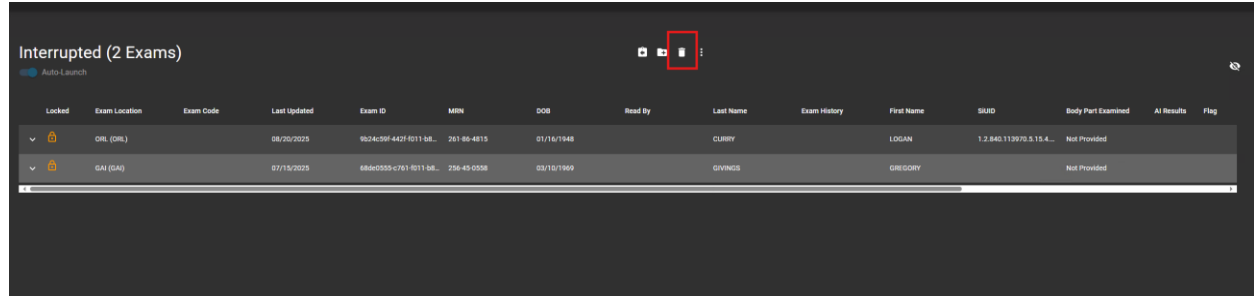 Interrupted (2 Exams)
Auto-Launch
Locked Exam Location Exam Code Last Updated Exam ID MRN DOB Read By Last Name Exam History First Name SIUID Body Part Examined AI Results Flag
ORL (ORL) 08/20/2025 9b24c59f-442f-f011-b8... 261-86-4815 01/16/1948 CURRY LOGAN 1.2.840.113970.5.15.4... Not Provided
GAI (GAI) 07/15/2025 68de0555-c761-f011-b8... 256-45-0558 03/10/1969 GIVINGS GREGORY Not Provided